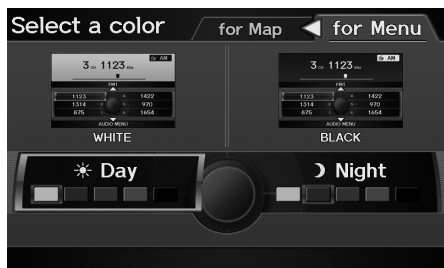 Select a color
for Map
for Menu
AM
3 CH 1123 KHz
FM1
1123 1422
1314 970
875 1654
AUDIO MENU
WHITE
AM
3 CH 1123 KHz
FM1
1123 1422
1314 970
875 1654
AUDIO MENU
BLACK
Day
Night